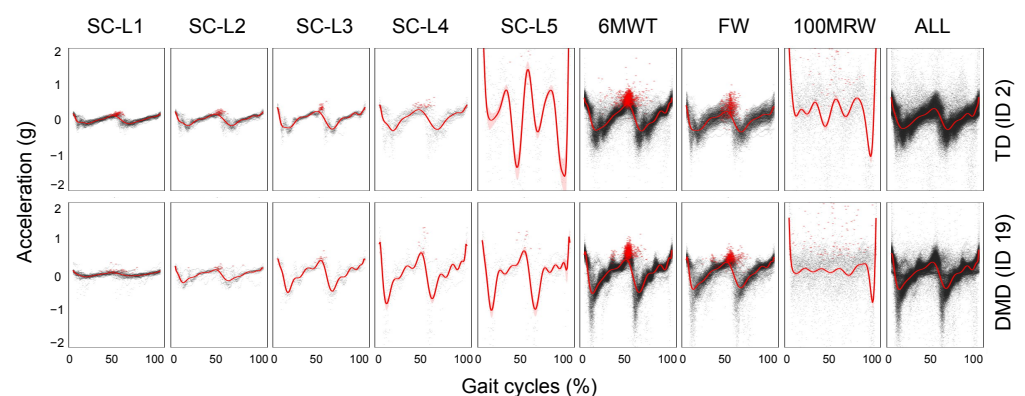 SC-L1 SC-L2 SC-L3 SC-L4 SC-L5 6MWT FW 100MRW ALL
2
1
0
−1
−2
TD (ID 2)
Acceleration (g)
2
1
0
−1
−2
DMD (ID 19)
0 50 100 0 50 100 0 50 100 0 50 100 0 50 100 0 50 100 0 50 100 0 50 100 0 50 100
Gait cycles (%)